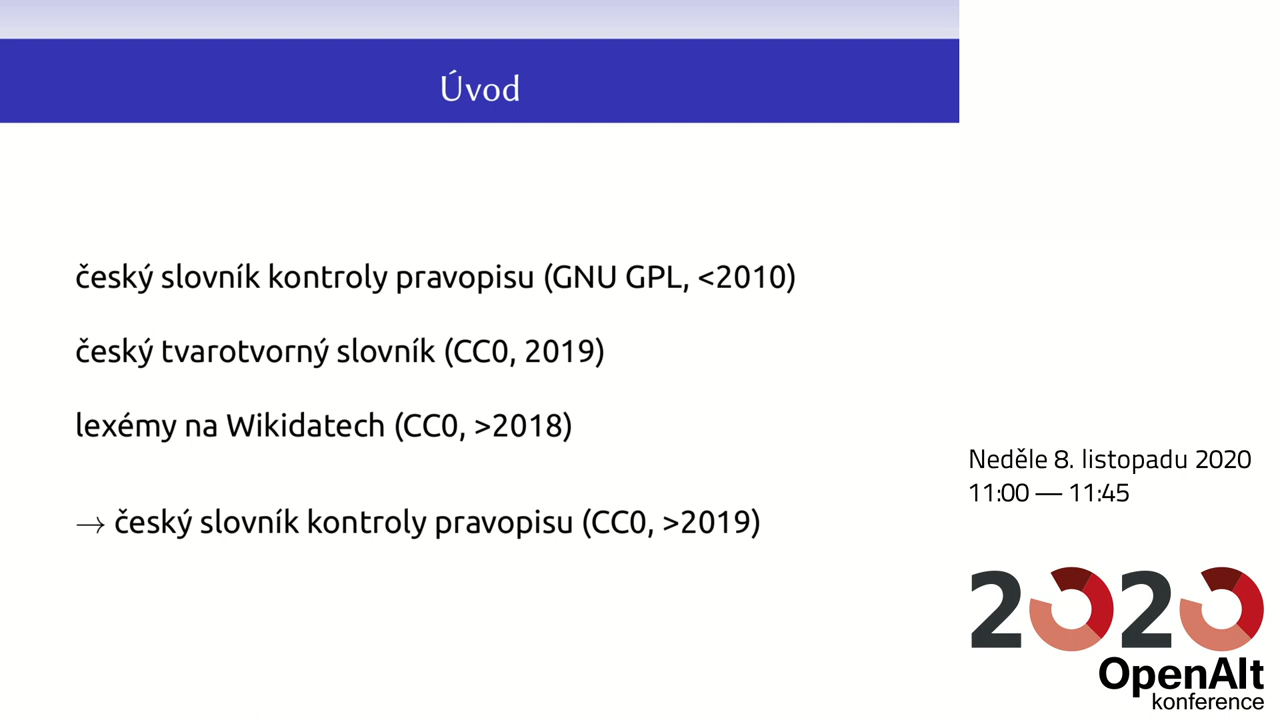 Úvod
český slovník kontroly pravopisu (GNU GPL, <2010)
český tvarotvorný slovník (CC0, 2019)
lexémy na Wikidatech (CC0, >2018)
→ český slovník kontroly pravopisu (CC0, >2019)
Neděle 8. listopadu 2020
11:00 — 11:45
2020
OpenAlt
konference